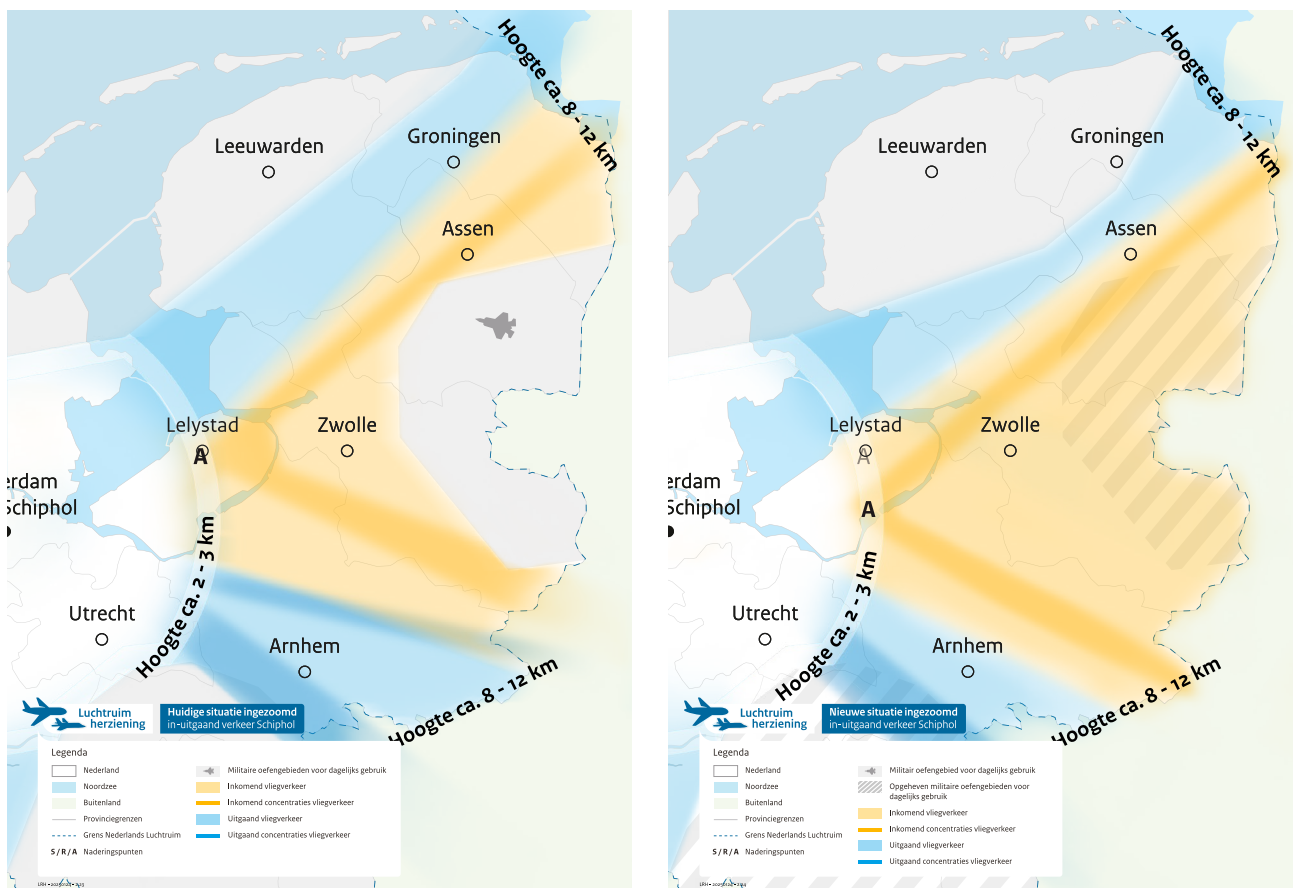 Hoogte ca. 8 - 12 km
Groningen
Leeuwarden
Assen
Lelystad
A
Zwolle
erdam
Schiphol
Hoogte ca. 2 - 3 km
Utrecht
Arnhem
Hoogte ca. 8 - 12 km
Luchtruim
herziening
Huidige situatie ingezoomd
in-uitgaand verkeer Schiphol
Legenda
Nederland
Noordzee
Buitenland
Provinciegrenzen
Grens Nederlands Luchtruim
S / R / A Naderingspunten
Militaire oefengebieden voor dagelijks gebruik
Inkomend vliegverkeer
Inkomend concentraties vliegverkeer
Uitgaand vliegverkeer
Uitgaand concentraties vliegverkeer
Hoogte ca. 8 - 12 km
Groningen
Leeuwarden
Assen
Lelystad
A
Zwolle
erdam
Schiphol
A
Hoogte ca. 2 - 3 km
Utrecht
Arnhem
Hoogte ca. 8 - 12 km
Luchtruim
herziening
Nieuwe situatie ingezoomd
in-uitgaand verkeer Schiphol
Legenda
Nederland
Noordzee
Buitenland
Provinciegrenzen
Grens Nederlands Luchtruim
S / R / A Naderingspunten
Militair oefengebied voor dagelijks gebruik
Opgeheven militaire oefengebieden voor
dagelijks gebruik
Inkomend vliegverkeer
Inkomend concentraties vliegverkeer
Uitgaand vliegverkeer
Uitgaand concentraties vliegverkeer